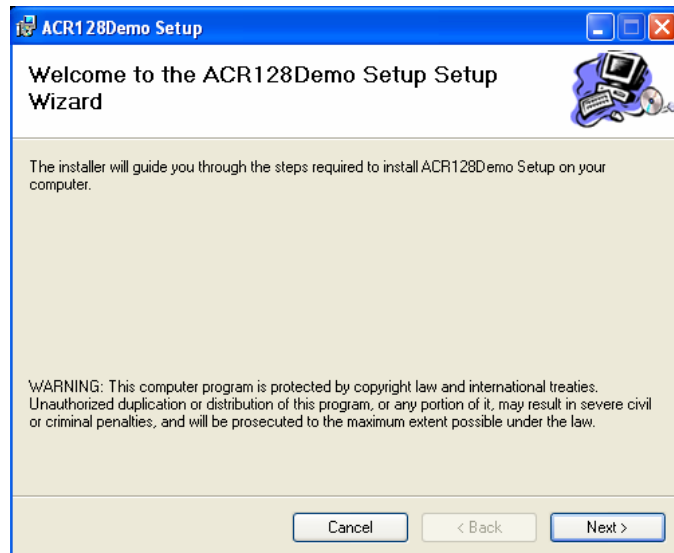 ACR128Demo Setup
Welcome to the ACR128Demo Setup Setup
Wizard
The installer will guide you through the steps required to install ACR128Demo Setup on your
computer.
WARNING: This computer program is protected by copyright law and international treaties.
Unauthorized duplication or distribution of this program, or any portion of it, may result in severe civil
or criminal penalties, and will be prosecuted to the maximum extent possible under the law.
Cancel
< Back
Next >